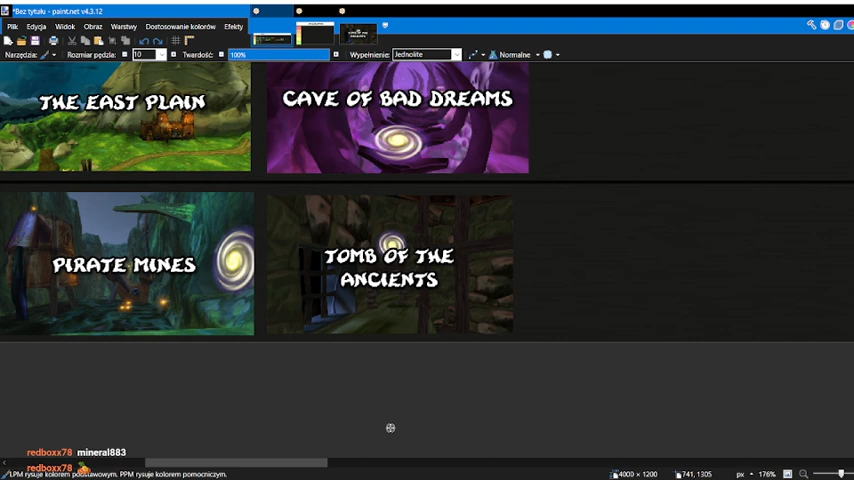 *Bez tytułu - paint.net v4.3.12
Plik Edycja Widok Obraz Warstwy Dostosowanie kolorów Efekty
Narzędzia: Rozmiar pędzla: 10 Twardość: 100% Wypełnienie: Jednolite Normalne
THE EAST PLAIN
CAVE OF BAD DREAMS
PIRATE MINES
TOMB OF THE
ANCIENTS
redboxx78 mineral883
redboxx78
LPM rysuje kolorem podstawowym. PPM rysuje kolorem pomocniczym.
4000 × 1200 741, 1305 px 176%